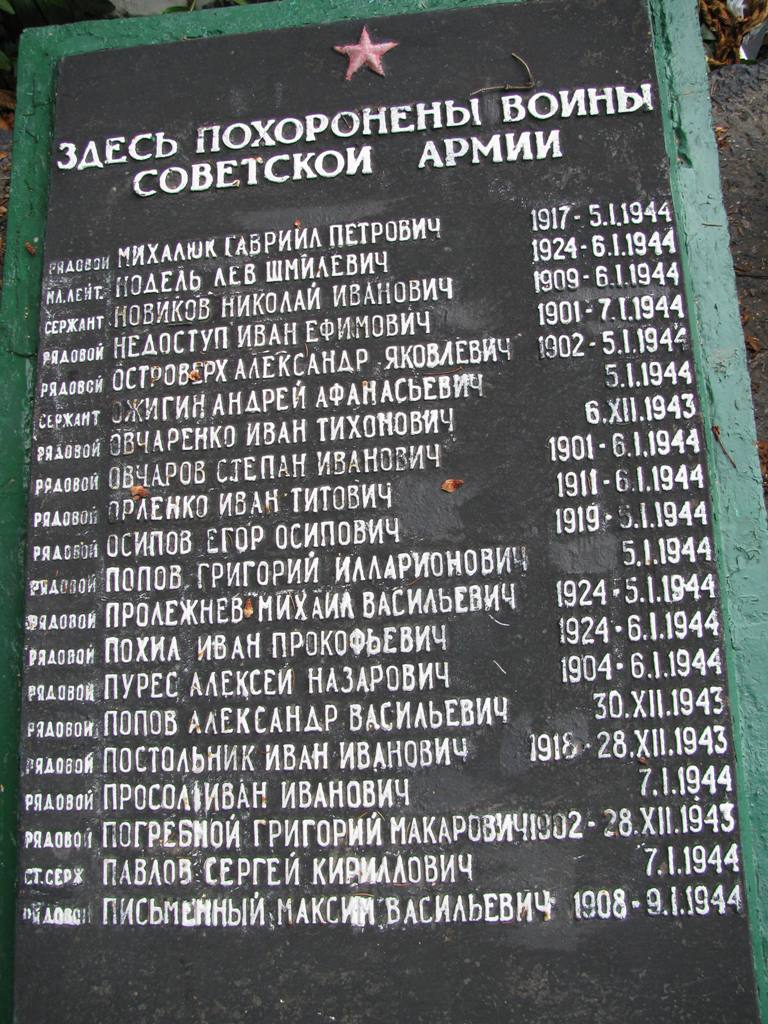 ЗДЕСЬ ПОХОРОНЕНЫ ВОИНЫ
СОВЕТСКОЙ АРМИИ
РЯДОВОЙ МИХАЛЮК ГАВРИИЛ ПЕТРОВИЧ 1917 - 5.I.1944
МЛ.ЛЕЙТ. НОДЕЛЬ ЛЕВ ШМИЛЕВИЧ 1924 - 6.I.1944
СЕРЖАНТ НОВИКОВ НИКОЛАЙ ИВАНОВИЧ 1909 - 6.I.1944
РЯДОВОЙ НЕДОСТУП ИВАН ЕФИМОВИЧ 1901 - 7.I.1944
РЯДОВОЙ ОСТРОВЕРХ АЛЕКСАНДР ЯКОВЛЕВИЧ 1902 - 5.I.1944
СЕРЖАНТ ОЖИГИН АНДРЕЙ АФАНАСЬЕВИЧ 5.I.1944
РЯДОВОЙ ОВЧАРЕНКО ИВАН ТИХОНОВИЧ 6.XII.1943
РЯДОВОЙ ОВЧАРОВ СТЕПАН ИВАНОВИЧ 1901 - 6.I.1944
РЯДОВОЙ ОРЛЕНКО ИВАН ТИТОВИЧ 1911 - 6.I.1944
РЯДОВОЙ ОСИПОВ ЕГОР ОСИПОВИЧ 1919 - 5.I.1944
РЯДОВОЙ ПОПОВ ГРИГОРИЙ ИЛЛАРИОНОВИЧ 5.I.1944
РЯДОВОЙ ПРОЛЕЖНЕВ МИХАИЛ ВАСИЛЬЕВИЧ 1924 - 5.I.1944
РЯДОВОЙ ПОХИЛ ИВАН ПРОКОФЬЕВИЧ 1924 - 6.I.1944
РЯДОВОЙ ПУРЕС АЛЕКСЕЙ НАЗАРОВИЧ 1904 - 6.I.1944
РЯДОВОЙ ПОПОВ АЛЕКСАНДР ВАСИЛЬЕВИЧ 30.XII.1943
РЯДОВОЙ ПОСТОЛЬНИК ИВАН ИВАНОВИЧ 1918 - 28.XII.1943
РЯДОВОЙ ПРОСОЛ ИВАН ИВАНОВИЧ 7.I.1944
РЯДОВОЙ ПОГРЕБНОЙ ГРИГОРИЙ МАКАРОВИЧ 1902 - 28.XII.1943
СТ.СЕРЖ ПАВЛОВ СЕРГЕЙ КИРИЛЛОВИЧ 7.I.1944
РЯДОВОЙ ПИСЬМЕННЫЙ МАКСИМ ВАСИЛЬЕВИЧ 1908 - 9.I.1944